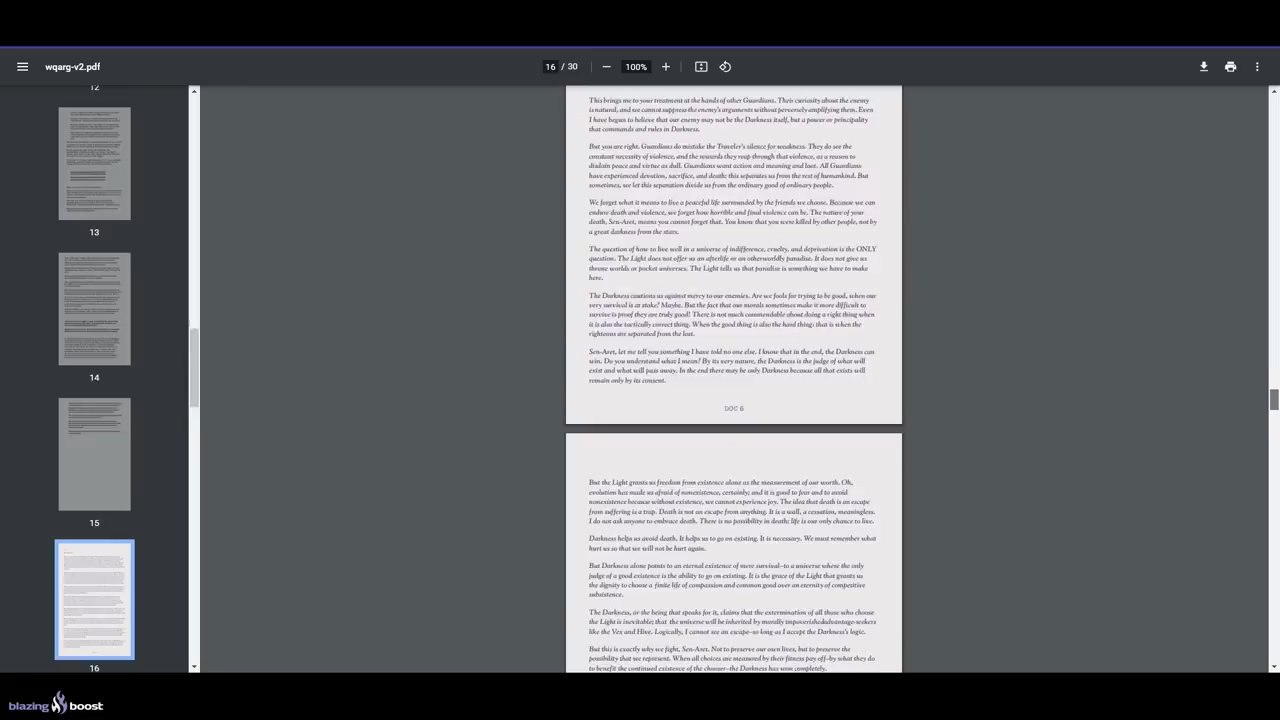 wqarg-v2.pdf
16 / 30
100%
12
13
14
15
16
This brings me to your treatment at the hands of other Guardians. Their curiosity about the enemy
is natural, and we cannot suppress the enemy's arguments without perversely amplifying them. Even
I have begun to believe that our enemy may not be the Darkness itself, but a power or principality
that commands and rules in Darkness.
But you are right. Guardians do mistake the Traveler's silence for weakness. They do see the
constant necessity of violence, and the rewards they reap through that violence, as a reason to
disdain peace and virtue as dull. Guardians want action and meaning and loot. All Guardians
have experienced devotion, sacrifice, and death: this separates us from the rest of humankind. But
sometimes, we let this separation divide us from the ordinary good of ordinary people.
We forget what it means to live a peaceful life surrounded by the friends we choose. Because we can
endure death and violence, we forget how horrible and final violence can be. The nature of your
death, Sen-Aret, means you cannot forget that. You know that you were killed by other people, not by
a great darkness from the stars.
The question of how to live well in a universe of indifference, cruelty, and deprivation is the ONLY
question. The Light does not offer us an afterlife or an otherworldly paradise. It does not give us
throne worlds or pocket universes. The Light tells us that paradise is something we have to make
here.
The Darkness cautions us against mercy to our enemies. Are we fools for trying to be good, when our
very survival is at stake? Maybe. But the fact that our morals sometimes make it more difficult to
survive is proof they are truly good! There is not much commendable about doing a right thing when
it is also the tactically correct thing. When the good thing is also the hard thing: that is when the
righteous are separated from the lost.
Sen-Aret, let me tell you something I have told no one else. I know that in the end, the Darkness can
win. Do you understand what I mean? By its very nature, the Darkness is the judge of what will
exist and what will pass away. In the end there may be only Darkness because all that exists will
remain only by its consent.
DOC 6
But the Light grants us freedom from existence alone as the measurement of our worth. Oh,
evolution has made us afraid of nonexistence, certainly; and it is good to fear and to avoid
nonexistence because without existence, we cannot experience joy. The idea that death is an escape
from suffering is a trap. Death is not an escape from anything. It is a wall, a cessation, meaningless.
I do not ask anyone to embrace death. There is no possibility in death; life is our only chance to live.
Darkness helps us avoid death. It helps us to go on existing. It is necessary. We must remember what
hurt us so that we will not be hurt again.
But Darkness alone points to an eternal existence of mere survival—to a universe where the only
judge of a good existence is the ability to go on existing. It is the grace of the Light that grants us
the dignity to choose a finite life of compassion and common good over an eternity of competitive
subsistence.
The Darkness, or the being that speaks for it, claims that the extermination of all those who choose
the Light is inevitable; that the universe will be inherited by morally impoverished advantage-seekers
like the Vex and Hive. Logically, I cannot see an escape—so long as I accept the Darkness's logic.
But this is exactly why we fight, Sen-Aret. Not to preserve our own lives, but to preserve the
possibility that we represent. When all choices are measured by their fitness pay off—by what they do
to benefit the continued existence of the chooser—the Darkness has won completely.
blazing boost